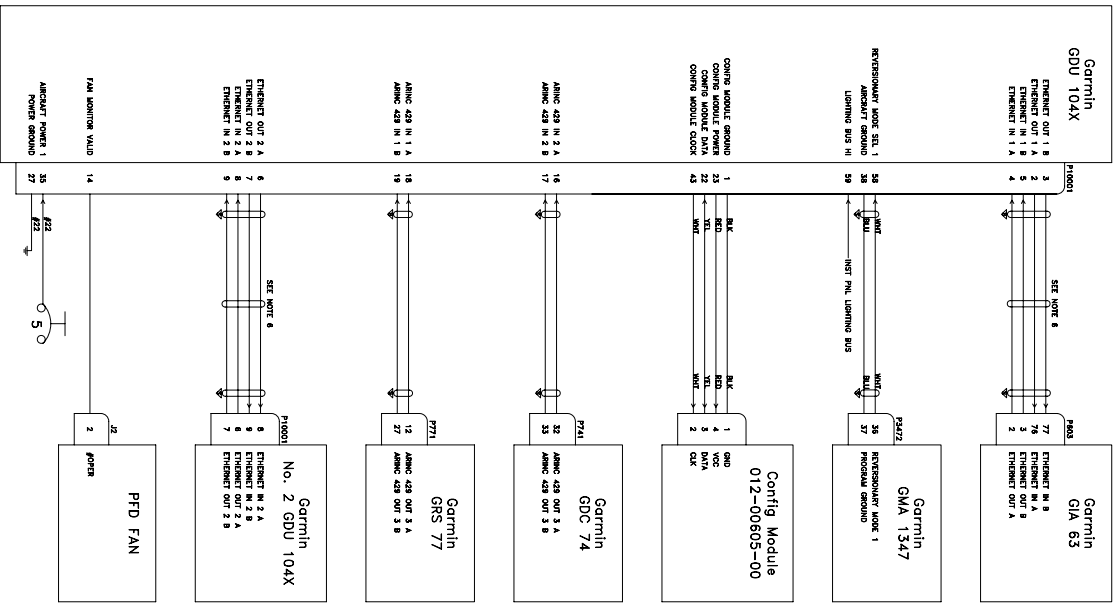 Garmin
GDU 104X
P10001
P603
Garmin
GIA 63
SEE NOTE 6
ETHERNET OUT 1 B 3 77 ETHERNET IN B
ETHERNET OUT 1 A 2 76 ETHERNET IN A
ETHERNET IN 1 B 5 3 ETHERNET OUT B
ETHERNET IN 1 A 4 2 ETHERNET OUT A
P3472
Garmin
GMA 1347
REVERSIONARY MODE SEL 1 58 WHT WHT 36 REVERSIONARY MODE 1
AIRCRAFT GROUND 38 BLU BLU 37 PROGRAM GROUND
LIGHTING BUS HI 59 INST PNL LIGHTING BUS
Config Module
012-00605-00
CONFIG MODULE GROUND 1 BLK BLK 1 GND
CONFIG MODULE POWER 23 RED RED 4 VCC
CONFIG MODULE DATA 22 YEL YEL 3 DATA
CONFIG MODULE CLOCK 43 WHT WHT 2 CLK
P741
Garmin
GDC 74
ARINC 429 IN 2 A 16 32 ARINC 429 OUT 3 A
ARINC 429 IN 2 B 17 33 ARINC 429 OUT 3 B
P771
Garmin
GRS 77
ARINC 429 IN 1 A 18 12 ARINC 429 OUT 3 A
ARINC 429 IN 1 B 19 27 ARINC 429 OUT 3 B
P10001
Garmin
No. 2 GDU 104X
SEE NOTE 6
ETHERNET OUT 2 A 6 8 ETHERNET IN 2 A
ETHERNET OUT 2 B 7 9 ETHERNET IN 2 B
ETHERNET IN 2 A 8 6 ETHERNET OUT 2 A
ETHERNET IN 2 B 9 7 ETHERNET OUT 2 B
J2
PFD FAN
FAN MONITOR VALID 14 2 #OPER
AIRCRAFT POWER 1 35 #22
POWER GROUND 27 #22
5